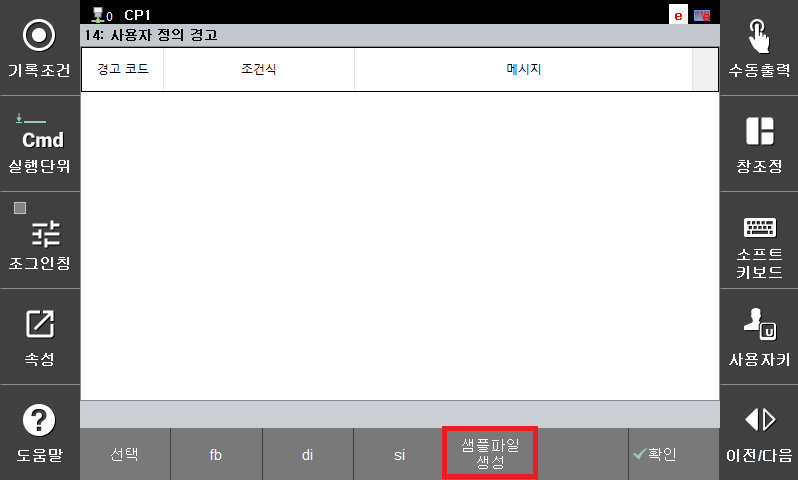 0 CP1
e
14: 사용자 정의 경고
경고 코드 조건식 메시지
기록조건
Cmd
실행단위
조그인칭
속성
도움말
수동출력
창조정
소프트
키보드
U
사용자키
이전/다음
선택 fb di si 샘플파일
생성
확인